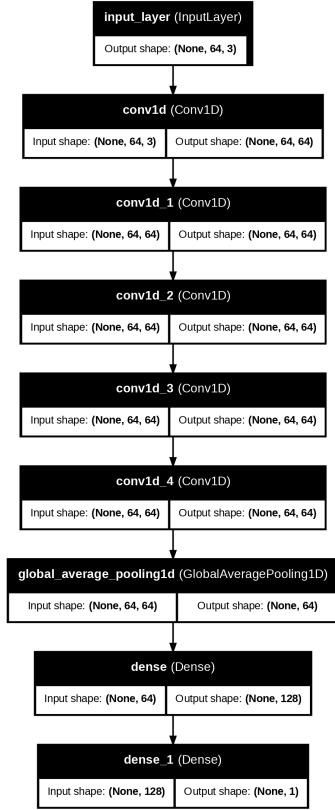 input_layer (InputLayer)
Output shape: (None, 64, 3)
conv1d (Conv1D)
Input shape: (None, 64, 3) Output shape: (None, 64, 64)
conv1d_1 (Conv1D)
Input shape: (None, 64, 64) Output shape: (None, 64, 64)
conv1d_2 (Conv1D)
Input shape: (None, 64, 64) Output shape: (None, 64, 64)
conv1d_3 (Conv1D)
Input shape: (None, 64, 64) Output shape: (None, 64, 64)
conv1d_4 (Conv1D)
Input shape: (None, 64, 64) Output shape: (None, 64, 64)
global_average_pooling1d (GlobalAveragePooling1D)
Input shape: (None, 64, 64) Output shape: (None, 64)
dense (Dense)
Input shape: (None, 64) Output shape: (None, 128)
dense_1 (Dense)
Input shape: (None, 128) Output shape: (None, 1)